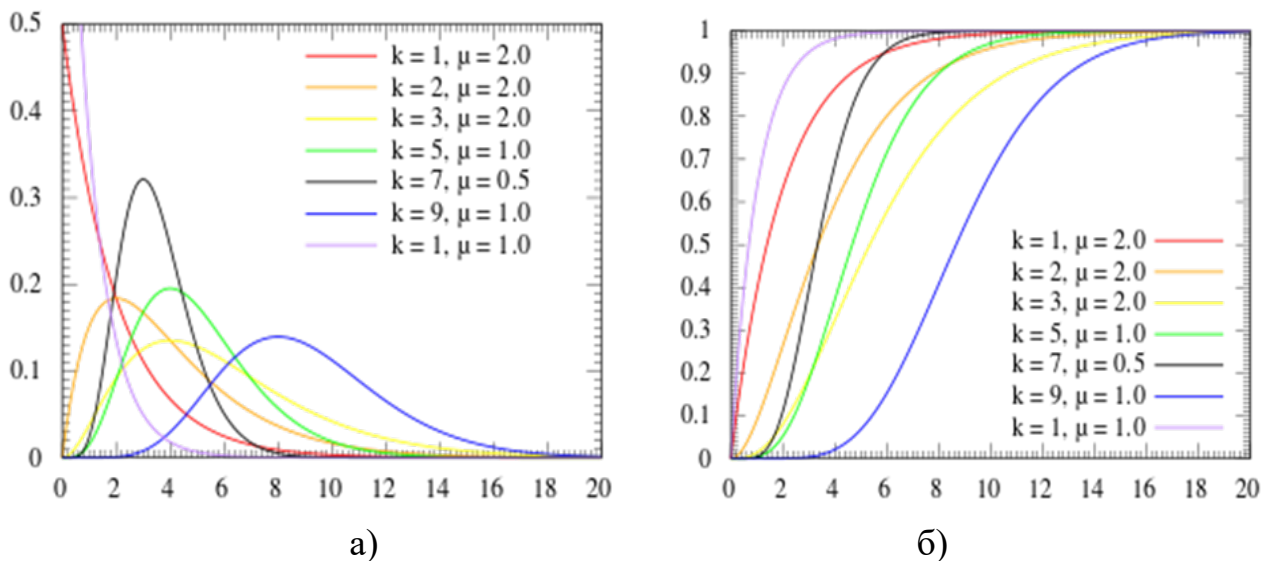 0.5
0.4
0.3
0.2
0.1
0
0 2 4 6 8 10 12 14 16 18 20
k = 1, μ = 2.0
k = 2, μ = 2.0
k = 3, μ = 2.0
k = 5, μ = 1.0
k = 7, μ = 0.5
k = 9, μ = 1.0
k = 1, μ = 1.0
а)
1
0.9
0.8
0.7
0.6
0.5
0.4
0.3
0.2
0.1
0
0 2 4 6 8 10 12 14 16 18 20
k = 1, μ = 2.0
k = 2, μ = 2.0
k = 3, μ = 2.0
k = 5, μ = 1.0
k = 7, μ = 0.5
k = 9, μ = 1.0
k = 1, μ = 1.0
б)